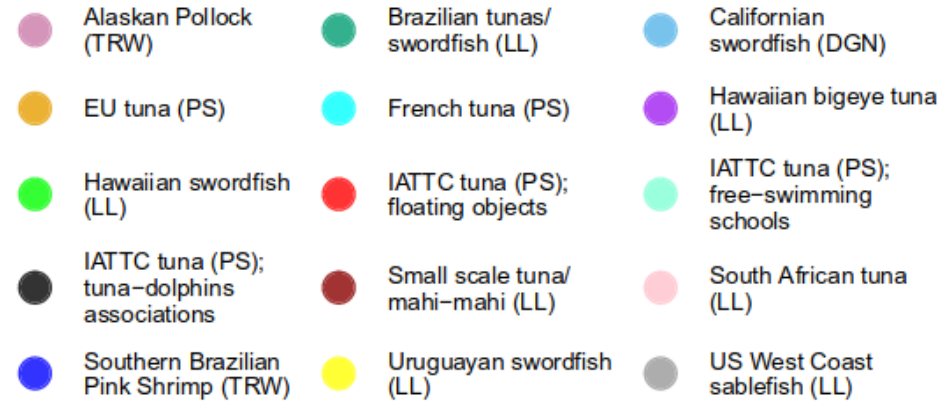 Alaskan Pollock
(TRW)
Brazilian tunas/
swordfish (LL)
Californian
swordfish (DGN)
EU tuna (PS)
French tuna (PS)
Hawaiian bigeye tuna
(LL)
Hawaiian swordfish
(LL)
IATTC tuna (PS);
floating objects
IATTC tuna (PS);
free−swimming
schools
IATTC tuna (PS);
tuna−dolphins
associations
Small scale tuna/
mahi−mahi (LL)
South African tuna
(LL)
Southern Brazilian
Pink Shrimp (TRW)
Uruguayan swordfish
(LL)
US West Coast
sablefish (LL)